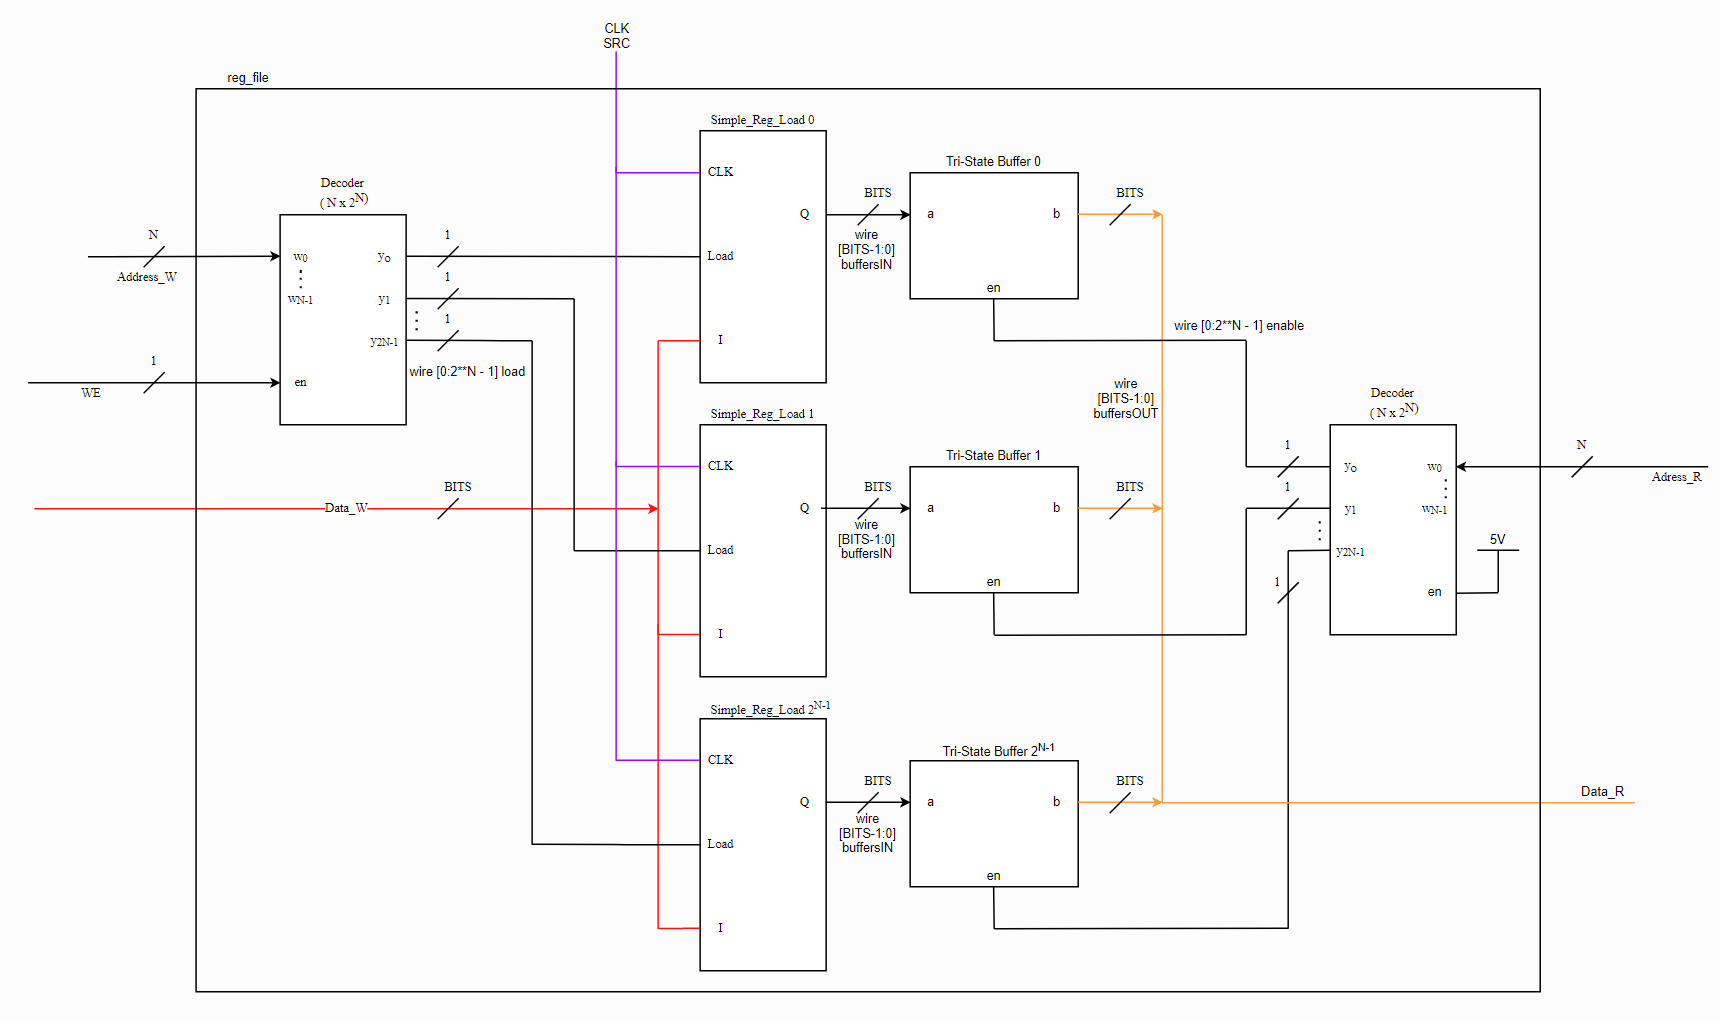 CLK
SRC
reg_file
Simple_Reg_Load 0
CLK
Q
Load
I
Tri-State Buffer 0
BITS
a
b
BITS
wire
[BITS-1:0]
buffersIN
en
Decoder
( N x 2^N)
N
Address_W
w0
wN-1
yo
y1
y2N-1
1
1
1
wire [0:2**N - 1] load
1
WE
en
wire [0:2**N - 1] enable
wire
[BITS-1:0]
buffersOUT
Simple_Reg_Load 1
CLK
Q
Load
I
BITS
Data_W
Tri-State Buffer 1
BITS
a
b
BITS
wire
[BITS-1:0]
buffersIN
en
Decoder
( N x 2^N)
1
1
1
yo
y1
y2N-1
w0
wN-1
en
N
Adress_R
5V
Simple_Reg_Load 2^N-1
CLK
Q
Load
I
Tri-State Buffer 2^N-1
BITS
a
b
BITS
wire
[BITS-1:0]
buffersIN
en
Data_R